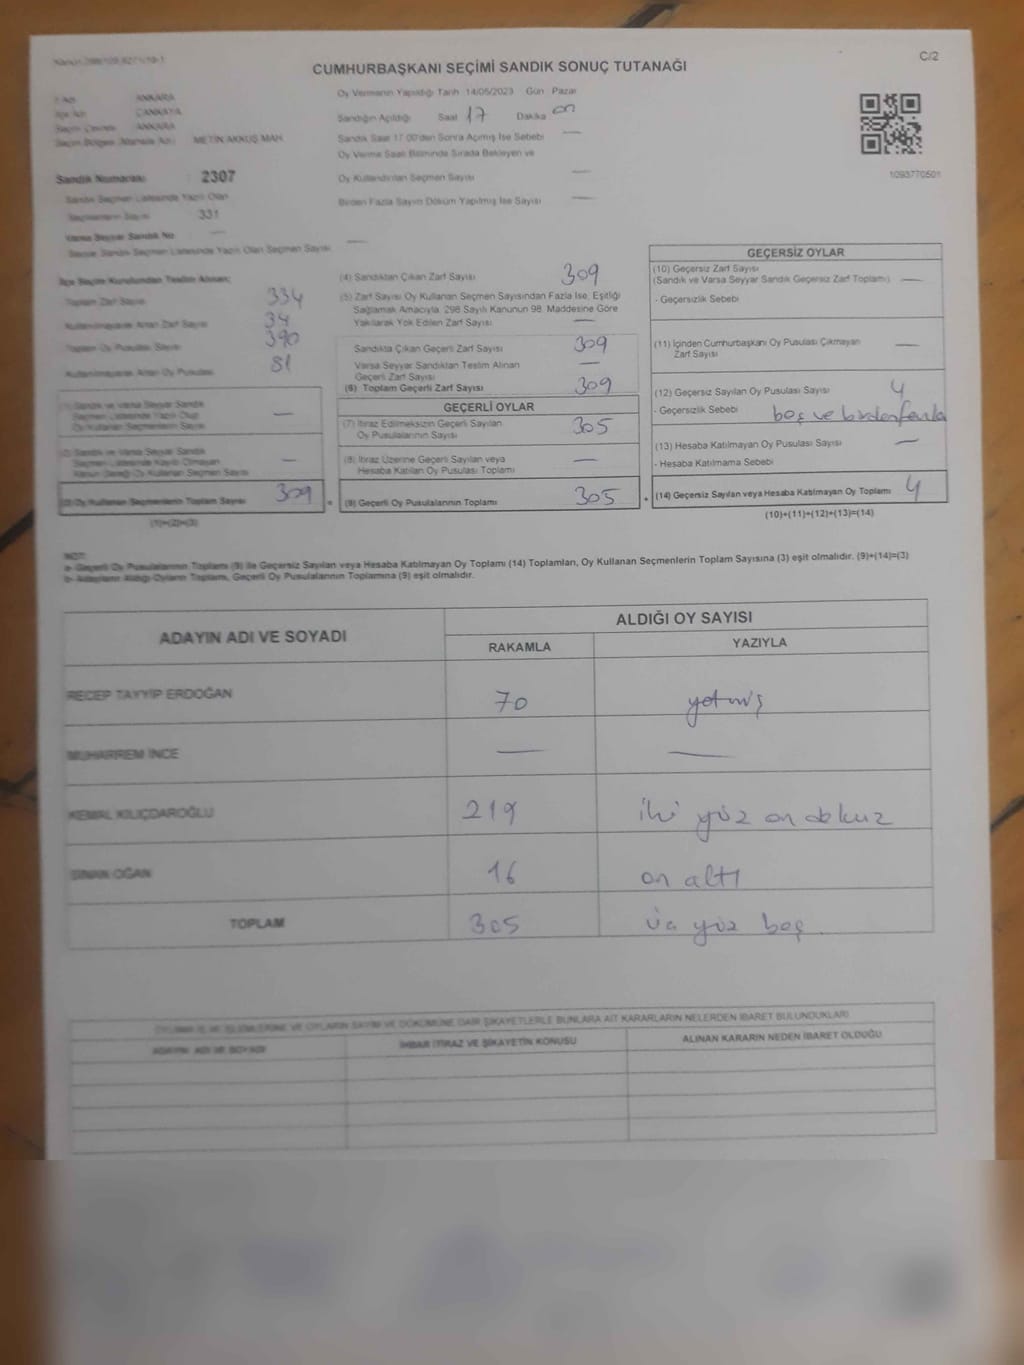 C/2
CUMHURBAŞKANI SEÇİMİ SANDIK SONUÇ TUTANAĞI
Oy Vermenin Yapıldığı Tarih 14/05/2023 Gün Pazar
Sandığın Açıldığı Saat 17 Dakika on
Sandık Saat 17.00'den Sonra Açılmış İse Sebebi —
Oy Verme Saati Bitiminde Sırada Bekleyen ve
Oy Kullandırılan Seçmen Sayısı —
Birden Fazla Sayım Döküm Yapılmış İse Sayısı —
1093770501
İl Adı ANKARA
İlçe Adı ÇANKAYA
Seçim Çevresi ANKARA
Seçim Bölgesi (Mahalle Adı) METİN AKKUŞ MAH.
Sandık Numarası : 2307
Sandık Seçmen Listesinde Yazılı Olan
Seçmenlerin Sayısı 331
Varsa Seyyar Sandık No —
Seyyar Sandık Seçmen Listesinde Yazılı Olan Seçmen Sayısı —
İlçe Seçim Kurulundan Teslim Alınan;
Toplam Zarf Sayısı 334
Kullanılmayarak Artan Zarf Sayısı 34
Toplam Oy Pusulası Sayısı 390
Kullanılmayarak Artan Oy Pusulası 81
(1) Sandık ve Varsa Seyyar Sandık
Seçmen Listesinde Yazılı Olup
Oy Kullanan Seçmenlerin Sayısı —
(2) Sandık ve Varsa Seyyar Sandık
Seçmen Listesinde Kayıtlı Olmayan
Kanun Gereği Oy Kullanan Seçmen Sayısı —
(3) Oy Kullanan Seçmenlerin Toplam Sayısı 309
(1)+(2)=(3)
(4) Sandıktan Çıkan Zarf Sayısı 309
(5) Zarf Sayısı Oy Kullanan Seçmen Sayısından Fazla İse, Eşitliği
Sağlamak Amacıyla, 298 Sayılı Kanunun 98. Maddesine Göre
Yakılarak Yok Edilen Zarf Sayısı —
Sandıkta Çıkan Geçerli Zarf Sayısı 309
Varsa Seyyar Sandıktan Teslim Alınan
Geçerli Zarf Sayısı —
(6) Toplam Geçerli Zarf Sayısı 309
GEÇERLİ OYLAR
(7) İtiraz Edilmeksizin Geçerli Sayılan
Oy Pusulalarının Sayısı 305
(8) İtiraz Üzerine Geçerli Sayılan veya
Hesaba Katılan Oy Pusulası Toplamı —
= (9) Geçerli Oy Pusulalarının Toplamı 305
GEÇERSİZ OYLAR
(10) Geçersiz Zarf Sayısı
(Sandık ve Varsa Seyyar Sandık Geçersiz Zarf Toplamı) —
- Geçersizlik Sebebi
(11) İçinden Cumhurbaşkanı Oy Pusulası Çıkmayan
Zarf Sayısı —
(12) Geçersiz Sayılan Oy Pusulası Sayısı 4
- Geçersizlik Sebebi boş ve birden fazla
(13) Hesaba Katılmayan Oy Pusulası Sayısı —
- Hesaba Katılmama Sebebi
+ (14) Geçersiz Sayılan veya Hesaba Katılmayan Oy Toplamı 4
(10)+(11)+(12)+(13)=(14)
NOT:
a- Geçerli Oy Pusulalarının Toplamı (9) ile Geçersiz Sayılan veya Hesaba Katılmayan Oy Toplamı (14) Toplamları, Oy Kullanan Seçmenlerin Toplam Sayısına (3) eşit olmalıdır. (9)+(14)=(3)
b- Adayların Aldığı Oyların Toplamı, Geçerli Oy Pusulalarının Toplamına (9) eşit olmalıdır.
ADAYIN ADI VE SOYADI ALDIĞI OY SAYISI
RAKAMLA YAZIYLA
RECEP TAYYİP ERDOĞAN 70 yetmiş
MUHARREM İNCE — —
KEMAL KILIÇDAROĞLU 219 iki yüz on dokuz
SİNAN OĞAN 16 on altı
TOPLAM 305 üç yüz beş
OYLAMA İŞ VE İŞLEMLERİNE VE OYLARIN SAYIM VE DÖKÜMÜNE DAİR ŞİKAYETLERLE BUNLARA AİT KARARLARIN NELERDEN İBARET BULUNDUKLARI
ADAYIN ADI VE SOYADI İHBAR İTİRAZ VE ŞİKAYETİN KONUSU ALINAN KARARIN NEDEN İBARET OLDUĞU